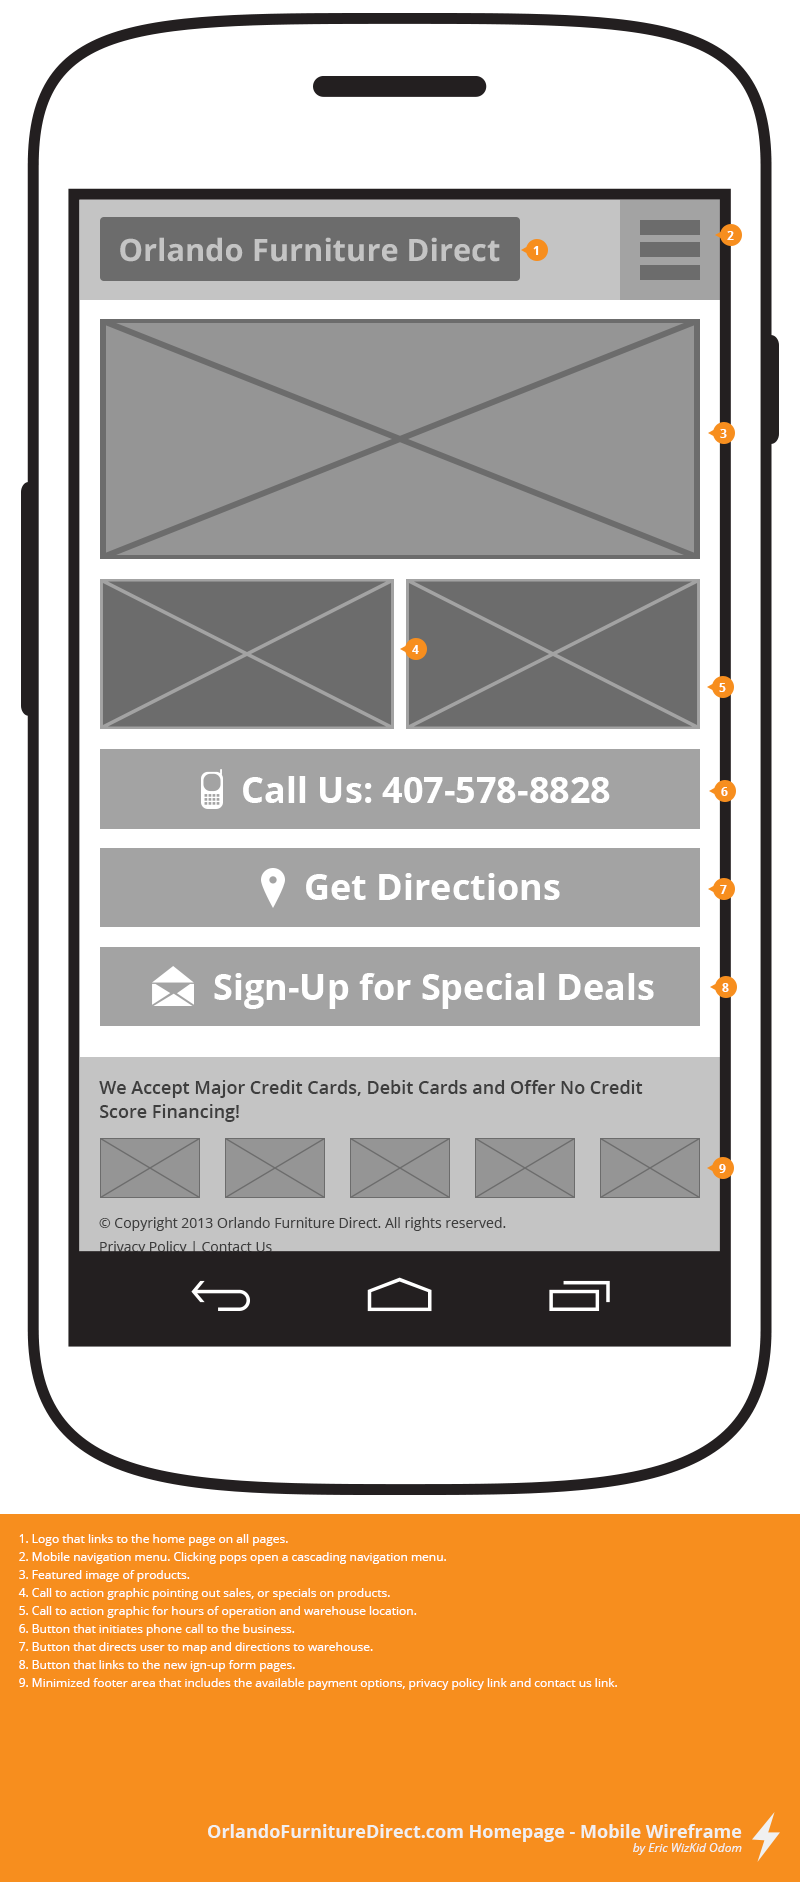 Orlando Furniture Direct
1
2
3
4
5
Call Us: 407-578-8828
6
Get Directions
7
Sign-Up for Special Deals
8
We Accept Major Credit Cards, Debit Cards and Offer No Credit
Score Financing!
9
© Copyright 2013 Orlando Furniture Direct. All rights reserved.
Privacy Policy | Contact Us
1. Logo that links to the home page on all pages.
2. Mobile navigation menu. Clicking pops open a cascading navigation menu.
3. Featured image of products.
4. Call to action graphic pointing out sales, or specials on products.
5. Call to action graphic for hours of operation and warehouse location.
6. Button that initiates phone call to the business.
7. Button that directs user to map and directions to warehouse.
8. Button that links to the new ign-up form pages.
9. Minimized footer area that includes the available payment options, privacy policy link and contact us link.
OrlandoFurnitureDirect.com Homepage - Mobile Wireframe
by Eric WizKid Odom